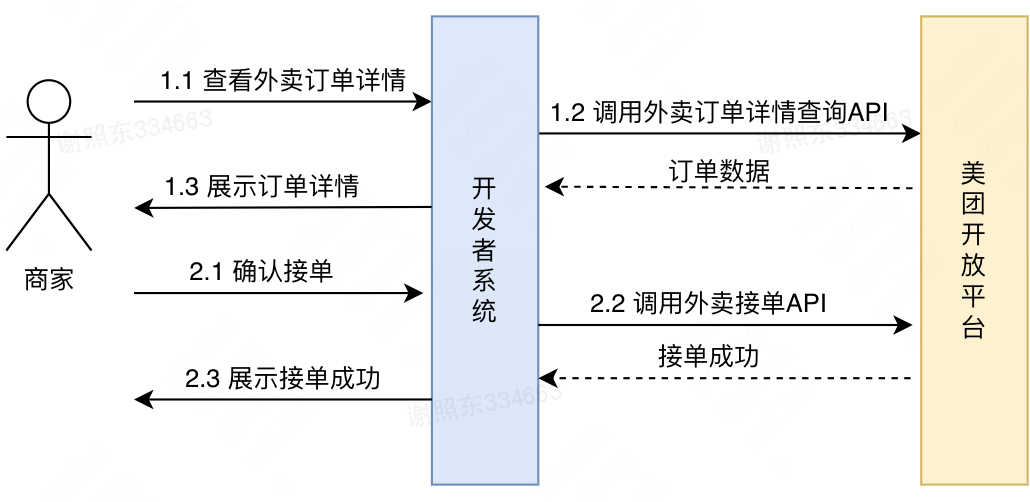 1.1 查看外卖订单详情
1.2 调用外卖订单详情查询API
谢照东334663
谢照东334663
订单数据
1.3 展示订单详情
开发者系统
美团开放平台
商家
2.1 确认接单
2.2 调用外卖接单API
接单成功
2.3 展示接单成功
谢照东334663